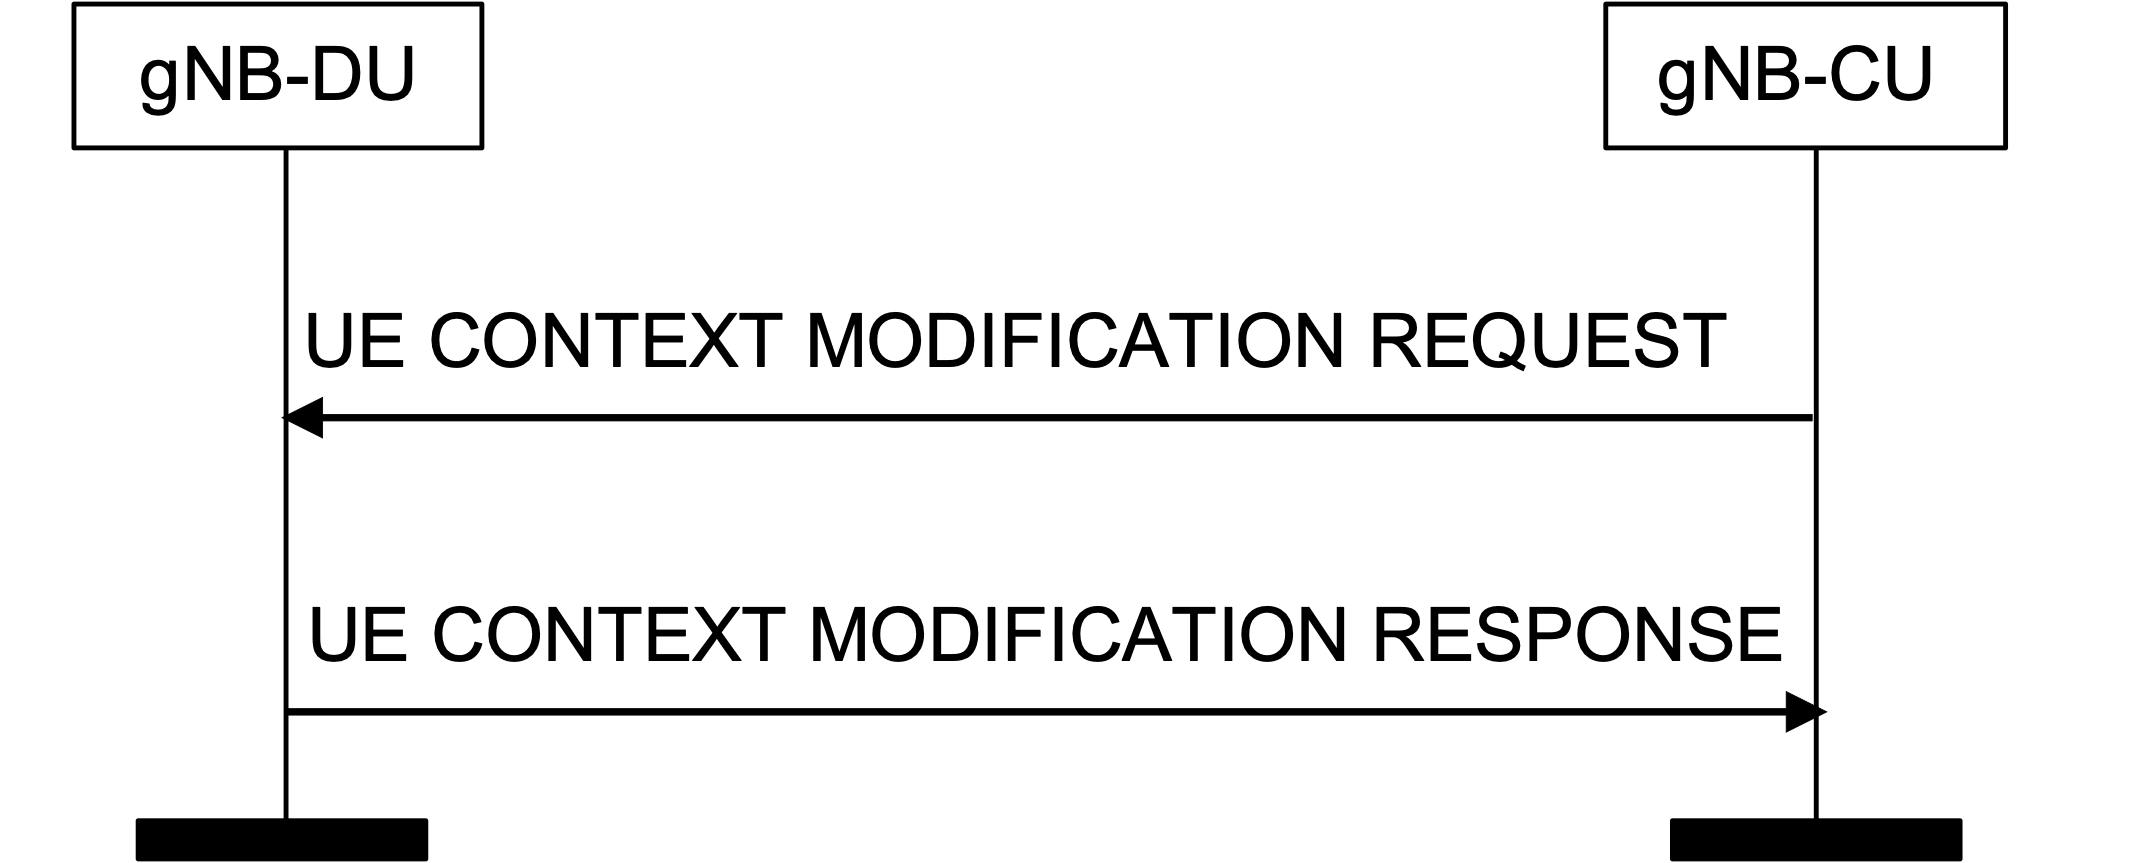 gNB-DU
gNB-CU
UE CONTEXT MODIFICATION REQUEST
UE CONTEXT MODIFICATION RESPONSE